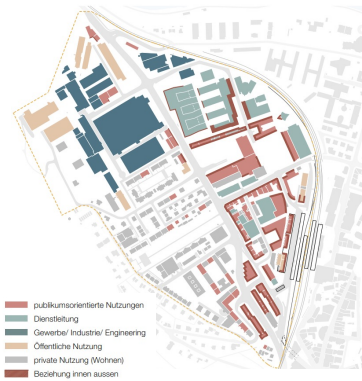 publikumsorientierte Nutzungen
Dienstleitung
Gewerbe/ Industrie/ Engineering
Öffentliche Nutzung
private Nutzung (Wohnen)
Beziehung innen aussen